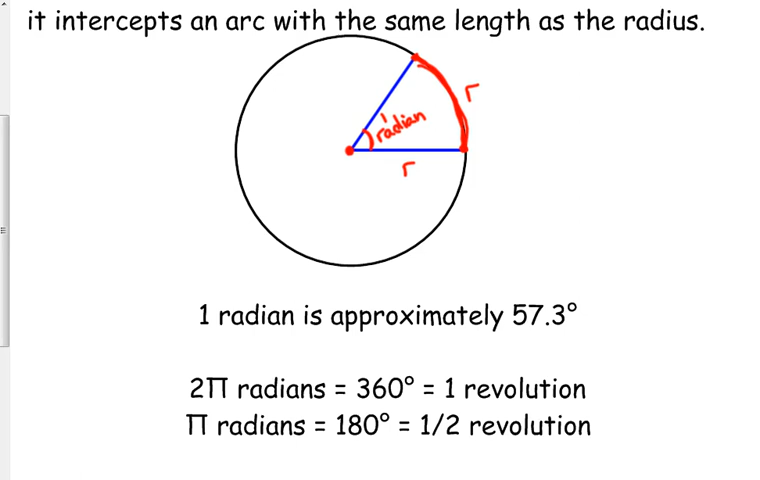 it intercepts an arc with the same length as the radius.
r
1 radian
r
1 radian is approximately 57.3°
2Π radians = 360° = 1 revolution
Π radians = 180° = 1/2 revolution